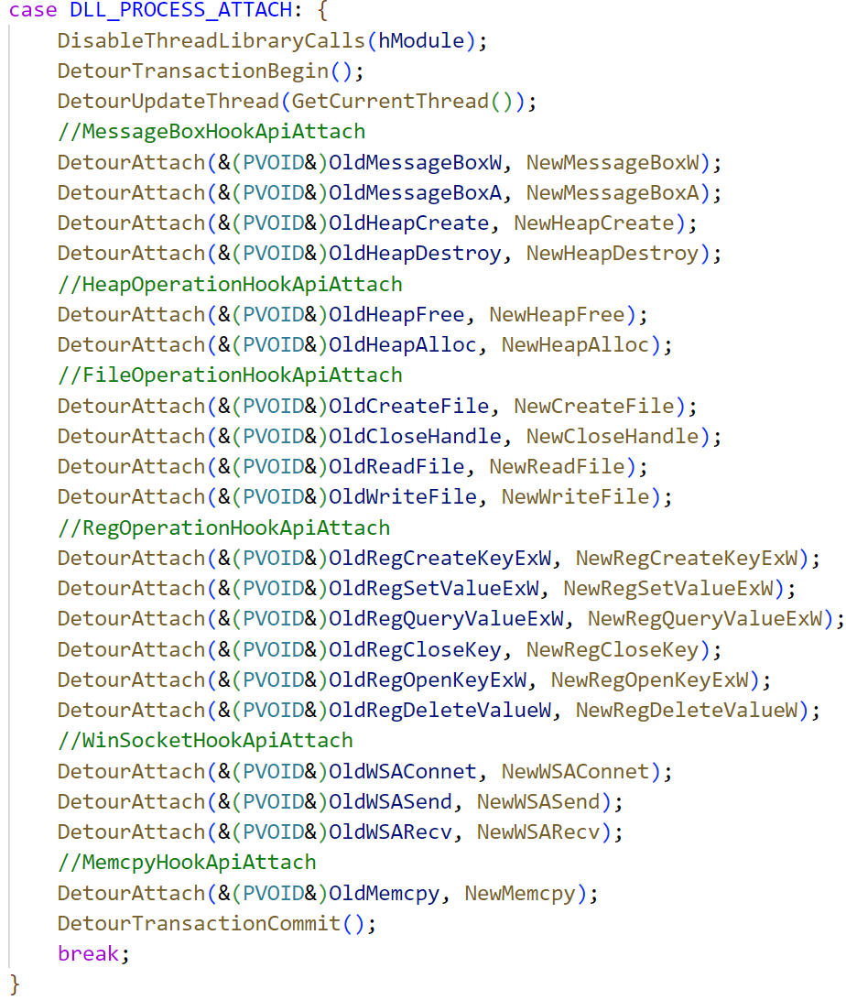 case DLL_PROCESS_ATTACH: {
    DisableThreadLibraryCalls(hModule);
    DetourTransactionBegin();
    DetourUpdateThread(GetCurrentThread());
    //MessageBoxHookApiAttach
    DetourAttach(&(PVOID&)OldMessageBoxW, NewMessageBoxW);
    DetourAttach(&(PVOID&)OldMessageBoxA, NewMessageBoxA);
    DetourAttach(&(PVOID&)OldHeapCreate, NewHeapCreate);
    DetourAttach(&(PVOID&)OldHeapDestroy, NewHeapDestroy);
    //HeapOperationHookApiAttach
    DetourAttach(&(PVOID&)OldHeapFree, NewHeapFree);
    DetourAttach(&(PVOID&)OldHeapAlloc, NewHeapAlloc);
    //FileOperationHookApiAttach
    DetourAttach(&(PVOID&)OldCreateFile, NewCreateFile);
    DetourAttach(&(PVOID&)OldCloseHandle, NewCloseHandle);
    DetourAttach(&(PVOID&)OldReadFile, NewReadFile);
    DetourAttach(&(PVOID&)OldWriteFile, NewWriteFile);
    //RegOperationHookApiAttach
    DetourAttach(&(PVOID&)OldRegCreateKeyExW, NewRegCreateKeyExW);
    DetourAttach(&(PVOID&)OldRegSetValueExW, NewRegSetValueExW);
    DetourAttach(&(PVOID&)OldRegQueryValueExW, NewRegQueryValueExW);
    DetourAttach(&(PVOID&)OldRegCloseKey, NewRegCloseKey);
    DetourAttach(&(PVOID&)OldRegOpenKeyExW, NewRegOpenKeyExW);
    DetourAttach(&(PVOID&)OldRegDeleteValueW, NewRegDeleteValueW);
    //WinSocketHookApiAttach
    DetourAttach(&(PVOID&)OldWSAConnet, NewWSAConnet);
    DetourAttach(&(PVOID&)OldWSASend, NewWSASend);
    DetourAttach(&(PVOID&)OldWSARecv, NewWSARecv);
    //MemcpyHookApiAttach
    DetourAttach(&(PVOID&)OldMemcpy, NewMemcpy);
    DetourTransactionCommit();
    break;
}